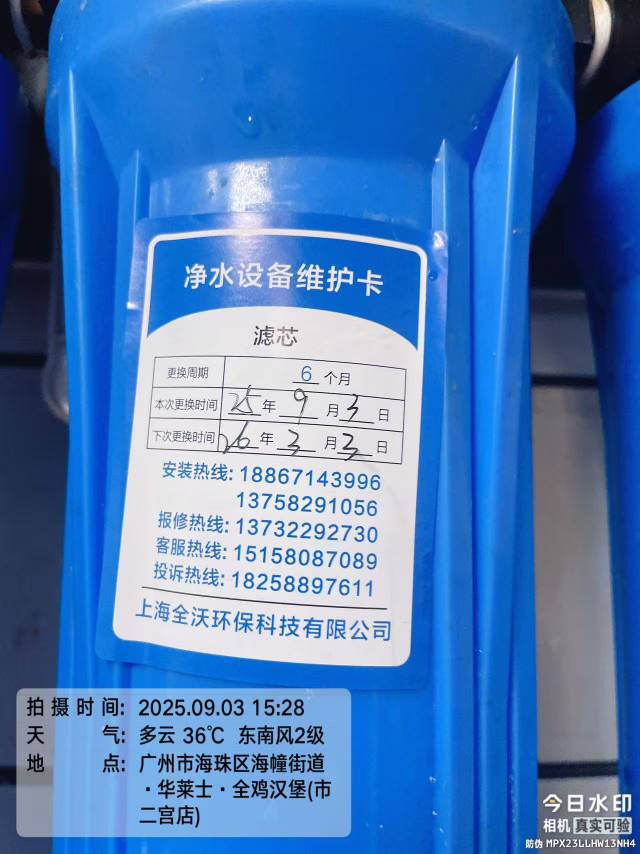 净水设备维护卡
滤芯
更换周期 6 个月
本次更换时间 25 年 9 月 3 日
下次更换时间 26 年 3 月 3 日
安装热线: 18867143996
13758291056
报修热线: 13732292730
客服热线: 15158087089
投诉热线: 18258897611
上海全沃环保科技有限公司
拍摄时间: 2025.09.03 15:28
天气: 多云 36℃ 东南风2级
地点: 广州市海珠区海幢街道
·华莱士·全鸡汉堡(市
二宫店)
今日水印
相机 真实可验
防伪 MPX23LLHW13NH4